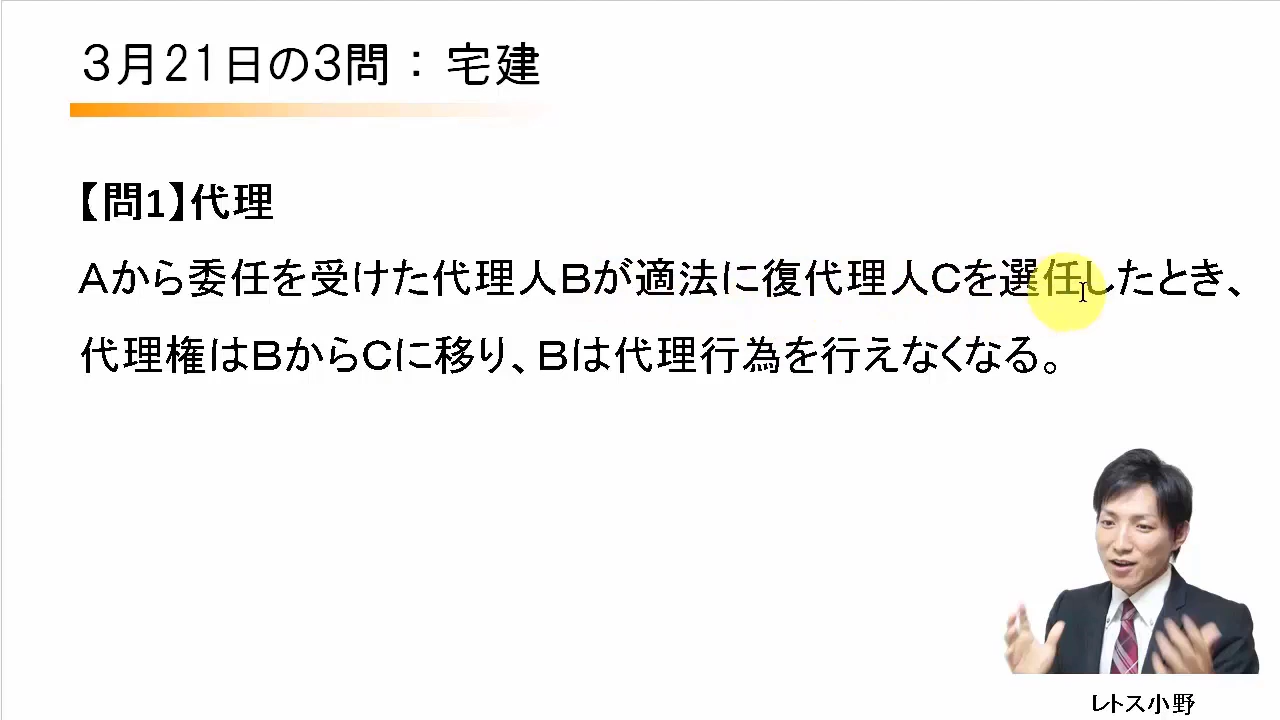 3月21日の3問：宅建
【問1】代理
Aから委任を受けた代理人Bが適法に復代理人Cを選任したとき、
代理権はBからCに移り、Bは代理行為を行えなくなる。
レトス小野